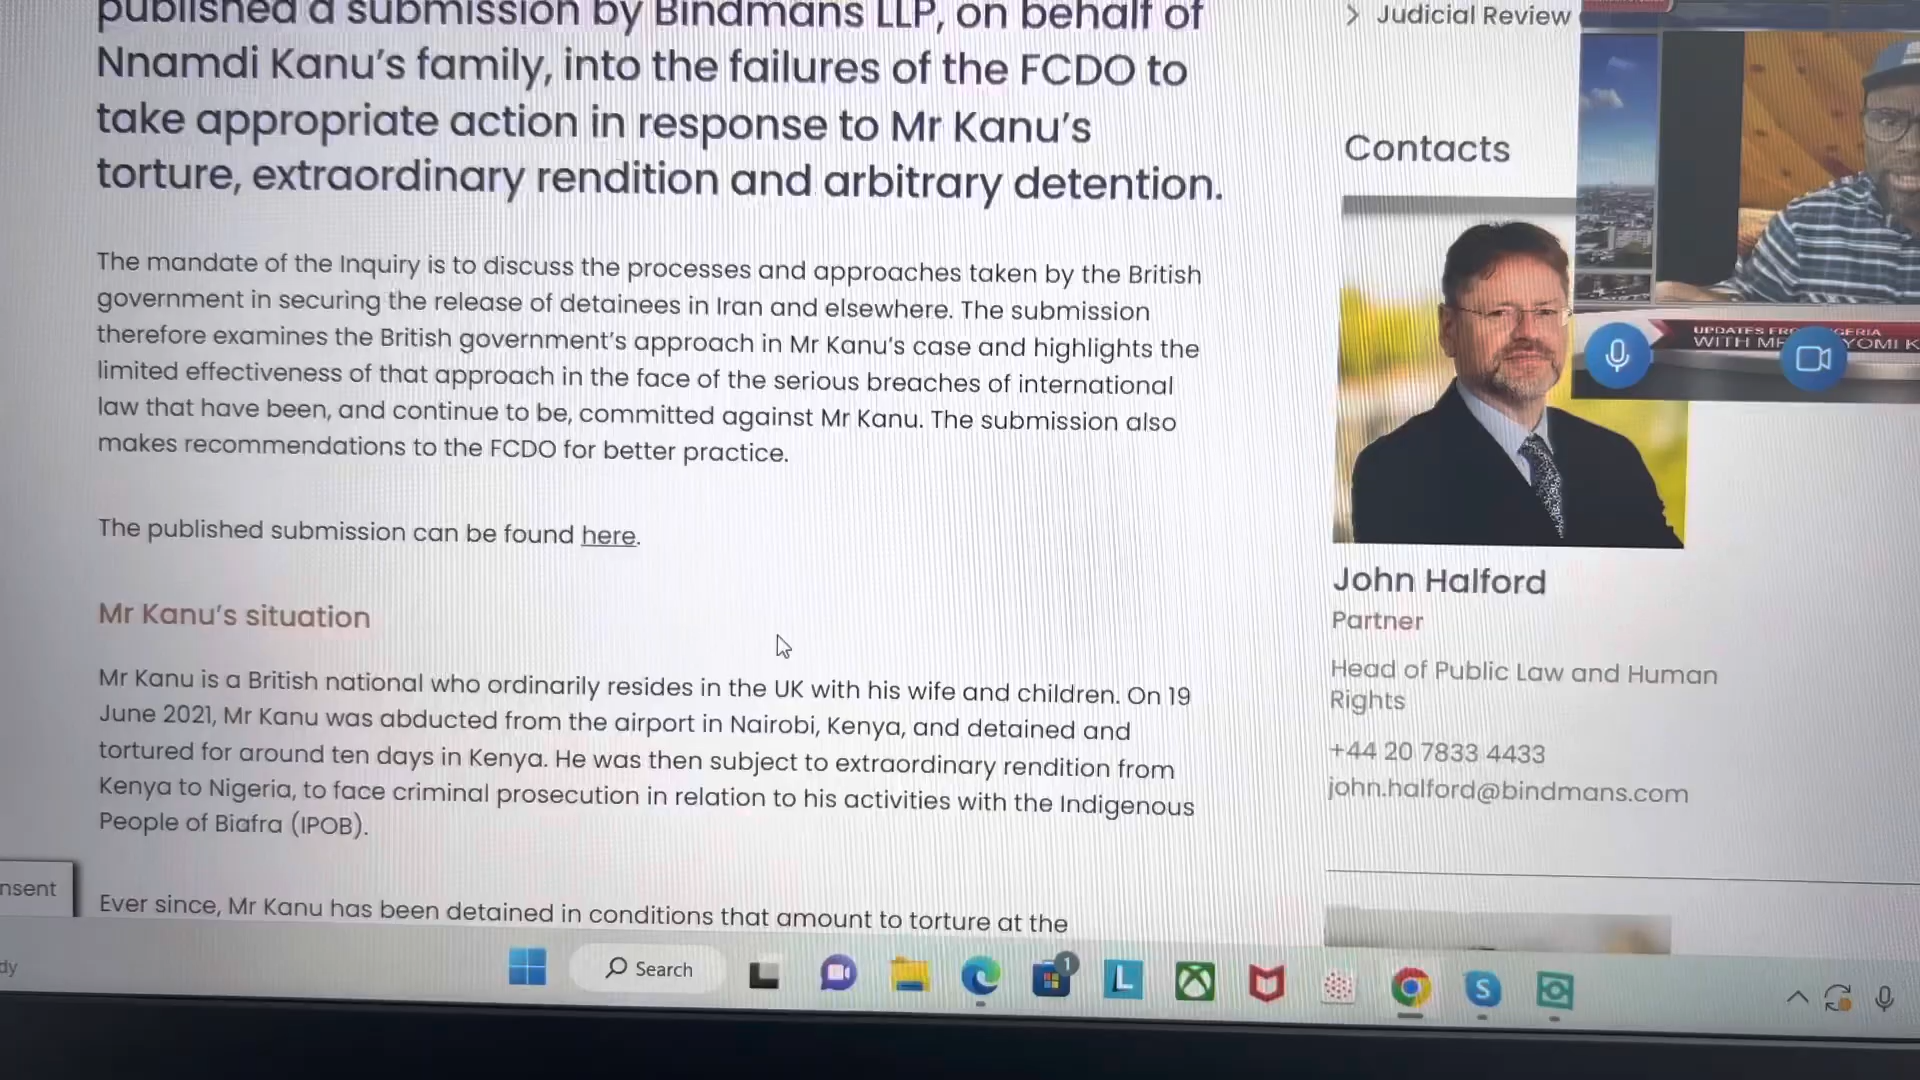 published a submission by Bindmans LLP, on behalf of
Nnamdi Kanu's family, into the failures of the FCDO to
take appropriate action in response to Mr Kanu's
torture, extraordinary rendition and arbitrary detention.
The mandate of the Inquiry is to discuss the processes and approaches taken by the British
government in securing the release of detainees in Iran and elsewhere. The submission
therefore examines the British government's approach in Mr Kanu's case and highlights the
limited effectiveness of that approach in the face of the serious breaches of international
law that have been, and continue to be, committed against Mr Kanu. The submission also
makes recommendations to the FCDO for better practice.
The published submission can be found here.
Mr Kanu's situation
Mr Kanu is a British national who ordinarily resides in the UK with his wife and children. On 19
June 2021, Mr Kanu was abducted from the airport in Nairobi, Kenya, and detained and
tortured for around ten days in Kenya. He was then subject to extraordinary rendition from
Kenya to Nigeria, to face criminal prosecution in relation to his activities with the Indigenous
People of Biafra (IPOB).
Ever since, Mr Kanu has been detained in conditions that amount to torture at the
Judicial Review
Contacts
UPDATES
WITH
John Halford
Partner
Head of Public Law and Human
Rights
+44 20 7833 4433
john.halford@bindmans.com
nsent
dy
Search
1
L
S